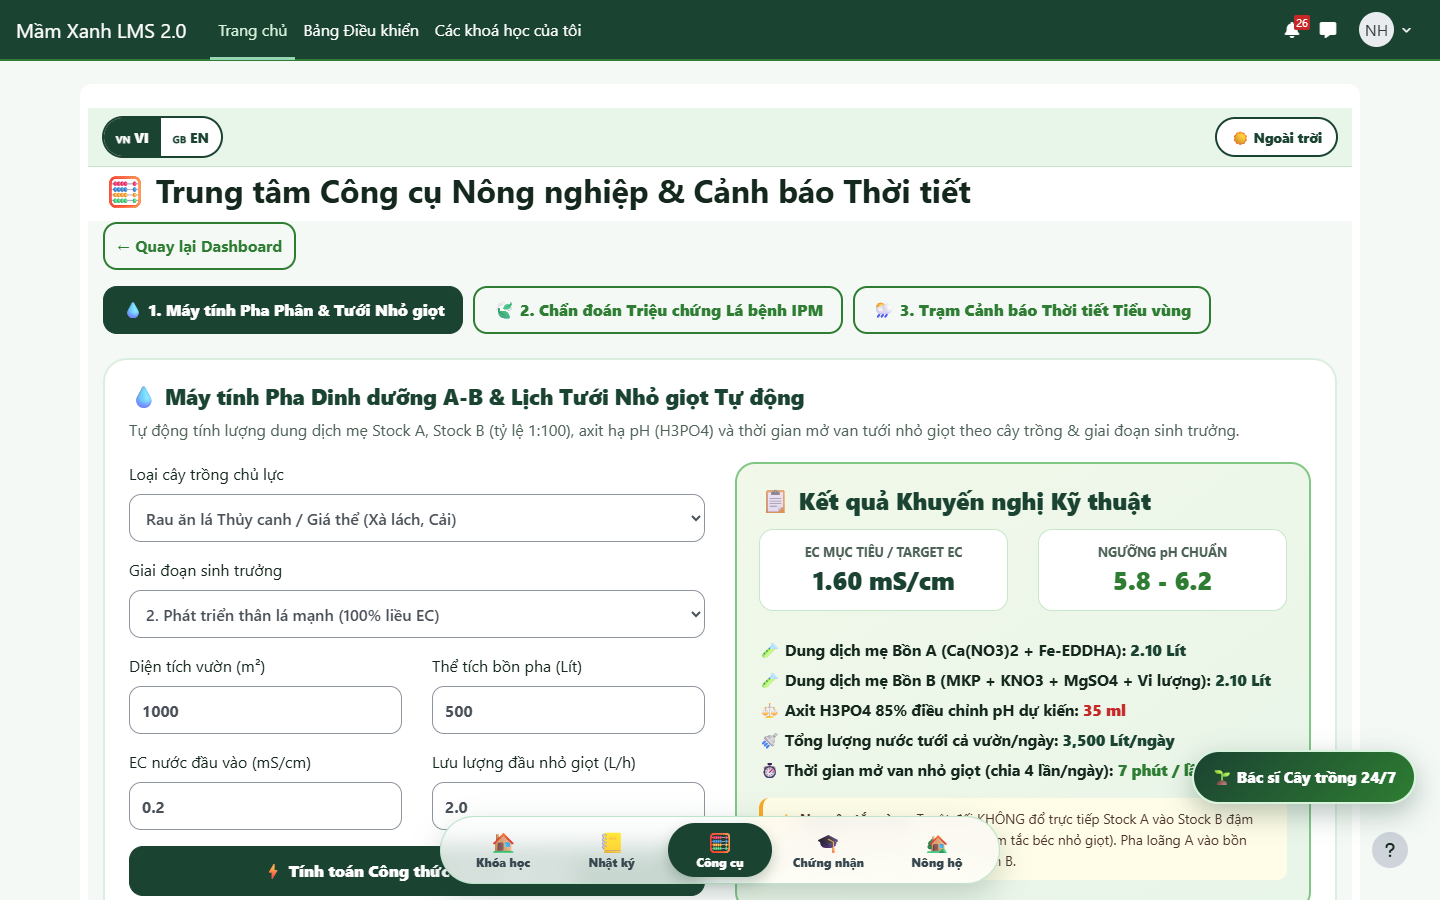 Mầm Xanh LMS 2.0
Trang chủ
Bảng Điều khiển
Các khoá học của tôi
26
NH
VN VI
GB EN
Ngoài trời
Trung tâm Công cụ Nông nghiệp & Cảnh báo Thời tiết
← Quay lại Dashboard
1. Máy tính Pha Phân & Tưới Nhỏ giọt
2. Chẩn đoán Triệu chứng Lá bệnh IPM
3. Trạm Cảnh báo Thời tiết Tiểu vùng
Máy tính Pha Dinh dưỡng A-B & Lịch Tưới Nhỏ giọt Tự động
Tự động tính lượng dung dịch mẹ Stock A, Stock B (tỷ lệ 1:100), axit hạ pH (H3PO4) và thời gian mở van tưới nhỏ giọt theo cây trồng & giai đoạn sinh trưởng.
Loại cây trồng chủ lực
Rau ăn lá Thủy canh / Giá thể (Xà lách, Cải)
Giai đoạn sinh trưởng
2. Phát triển thân lá mạnh (100% liều EC)
Diện tích vườn (m²)
Thể tích bồn pha (Lít)
1000
500
EC nước đầu vào (mS/cm)
Lưu lượng đầu nhỏ giọt (L/h)
0.2
2.0
Tính toán Công thức
Kết quả Khuyến nghị Kỹ thuật
EC MỤC TIÊU / TARGET EC
1.60 mS/cm
NGƯỠNG pH CHUẨN
5.8 - 6.2
Dung dịch mẹ Bồn A (Ca(NO3)2 + Fe-EDDHA): 2.10 Lít
Dung dịch mẹ Bồn B (MKP + KNO3 + MgSO4 + Vi lượng): 2.10 Lít
Axit H3PO4 85% điều chỉnh pH dự kiến: 35 ml
Tổng lượng nước tưới cả vườn/ngày: 3,500 Lít/ngày
Thời gian mở van nhỏ giọt (chia 4 lần/ngày): 7 phút /
KHÔNG đổ trực tiếp Stock A vào Stock B đậm
tắc béc nhỏ giọt). Pha loãng A vào bồn
B.
Bác sĩ Cây trồng 24/7
Khóa học
Nhật ký
Công cụ
Chứng nhận
Nông hộ
?